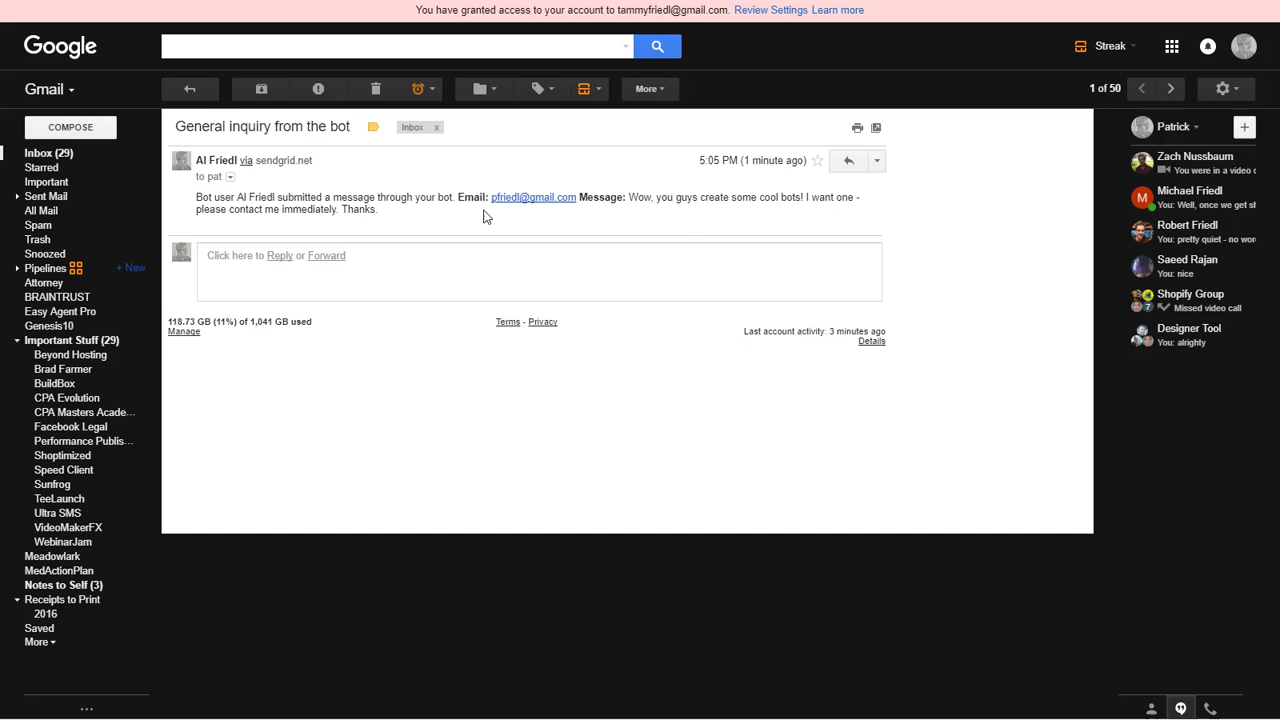 You have granted access to your account to tammyfriedl@gmail.com. Review Settings Learn more
Google
Streak
Gmail
More
1 of 50
COMPOSE
General inquiry from the bot
Inbox x
Patrick
Inbox (29)
Starred
Important
Sent Mail
All Mail
Spam
Trash
Snoozed
Pipelines + New
Attorney
BRAINTRUST
Easy Agent Pro
Genesis10
Important Stuff (29)
Beyond Hosting
Brad Farmer
BuildBox
CPA Evolution
CPA Masters Acade...
Facebook Legal
Performance Publis...
Shoptimized
Speed Client
Sunfrog
TeeLaunch
Ultra SMS
VideoMakerFX
WebinarJam
Meadowlark
MedActionPlan
Notes to Self (3)
Receipts to Print
2016
Saved
More
Al Friedl via sendgrid.net 5:05 PM (1 minute ago)
to pat
Bot user Al Friedl submitted a message through your bot. Email: pfriedl@gmail.com Message: Wow, you guys create some cool bots! I want one -
please contact me immediately. Thanks.
Click here to Reply or Forward
118.73 GB (11%) of 1,041 GB used
Manage
Terms - Privacy
Last account activity: 3 minutes ago
Details
Zach Nussbaum
You were in a video c
Michael Friedl
You: Well, once we get sh
Robert Friedl
You: pretty quiet - no wor
Saeed Rajan
You: nice
Shopify Group
Missed video call
7
Designer Tool
You: alrighty
M